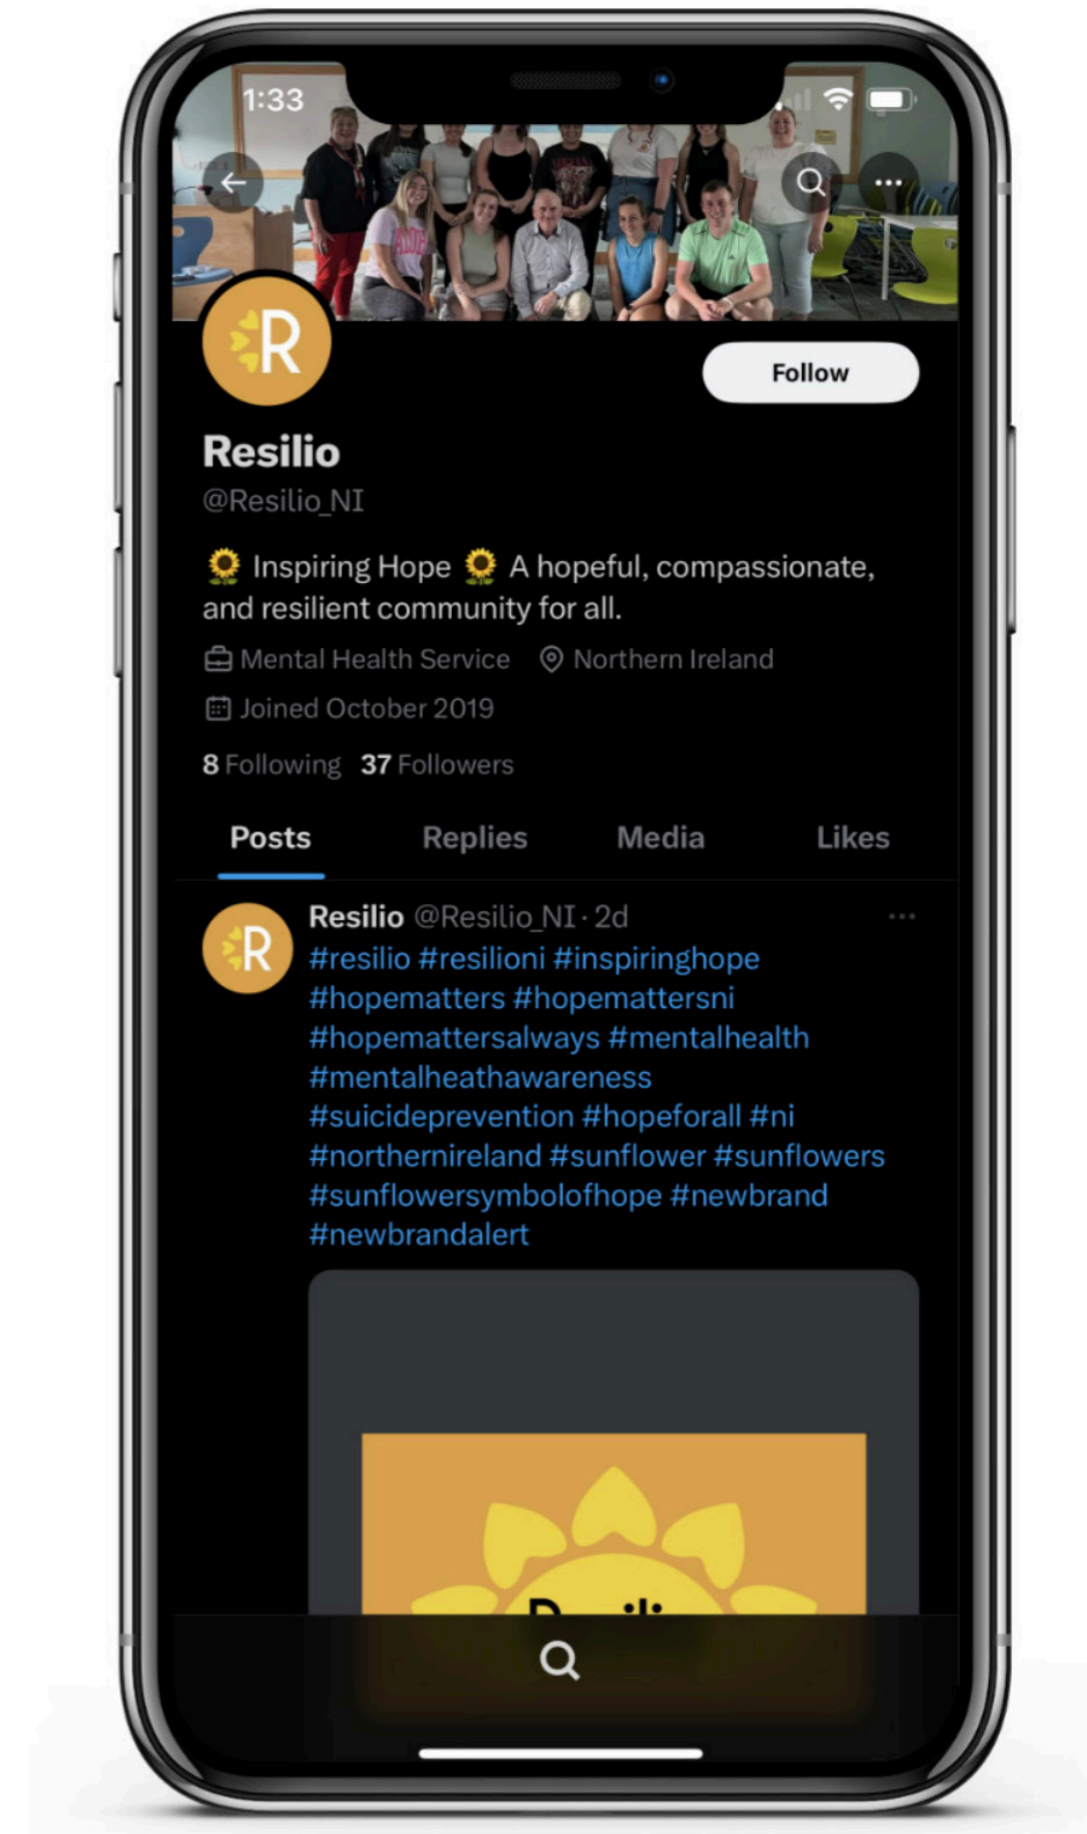 1:33
R
Follow
Resilio
@Resilio_NI
🌻 Inspiring Hope 🌻 A hopeful, compassionate,
and resilient community for all.
Mental Health Service Northern Ireland
Joined October 2019
8 Following 37 Followers
Posts Replies Media Likes
R
Resilio @Resilio_NI · 2d
#resilio #resilioni #inspiringhope
#hopematters #hopemattersni
#hopemattersalways #mentalhealth
#mentalheathawareness
#suicideprevention #hopeforall #ni
#northernireland #sunflower #sunflowers
#sunflowersymbolofhope #newbrand
#newbrandalert